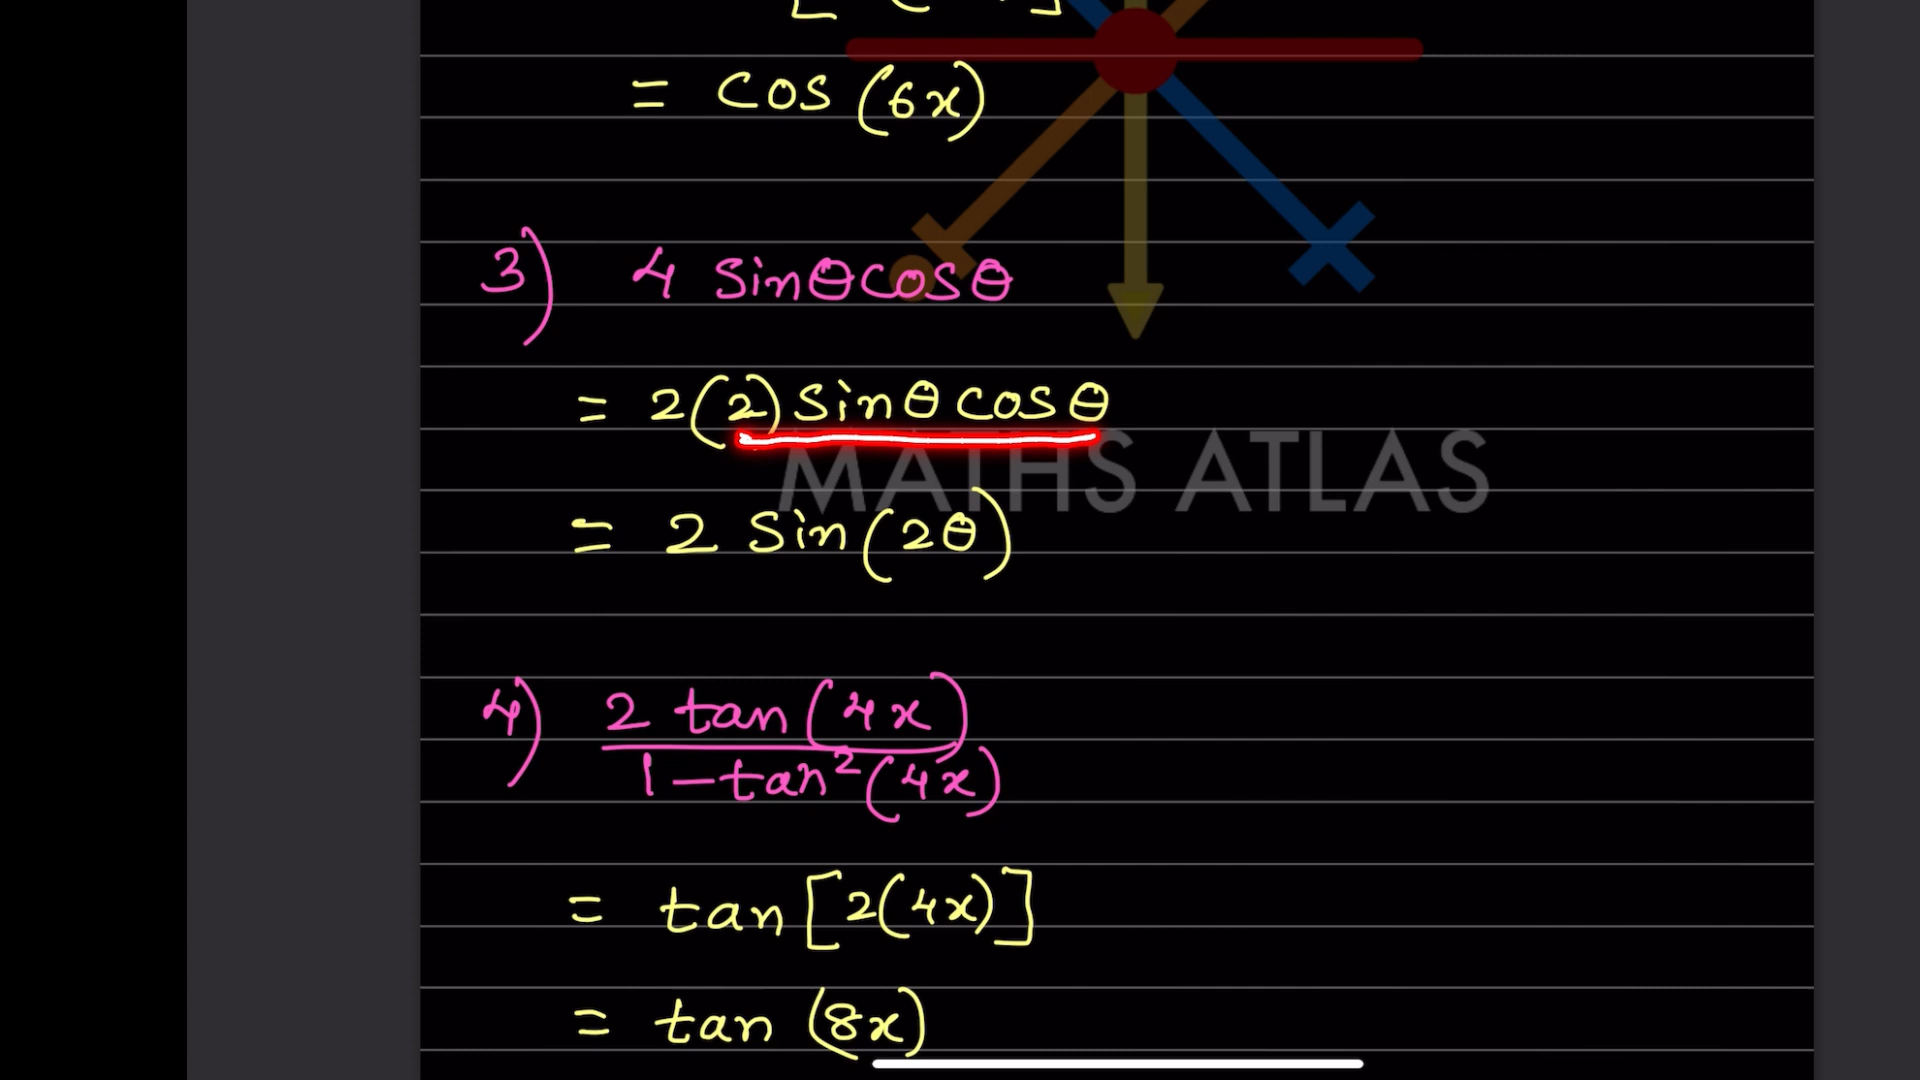 = cos (6x)
3) 4 sinθcosθ
= 2(2) sinθ cosθ
MATHS ATLAS
= 2 sin(2θ)
4) 2 tan(4x)
1-tan²(4x)
= tan[2(4x)]
= tan (8x)